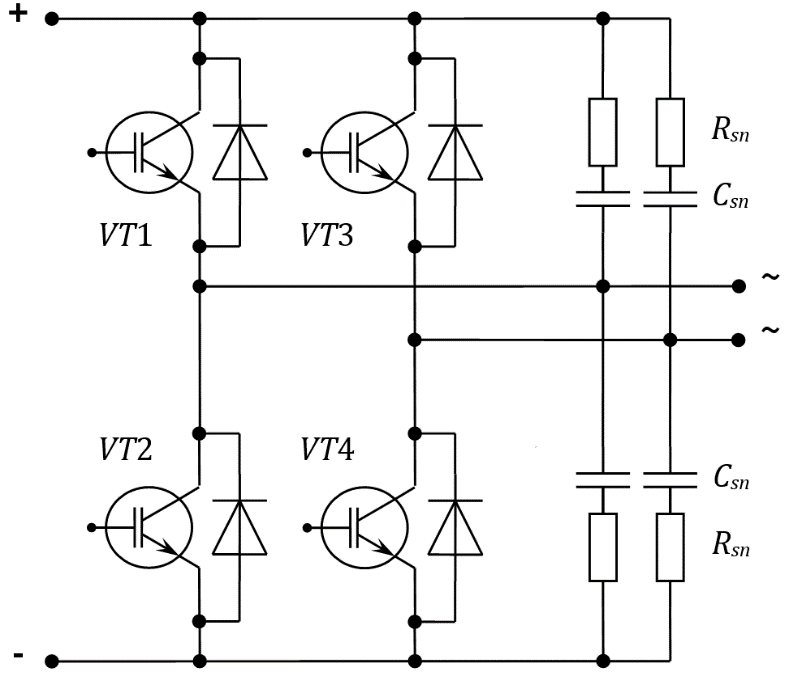 +
R_sn
C_sn
VT1 VT3
~
~
VT2 VT4
C_sn
R_sn
-